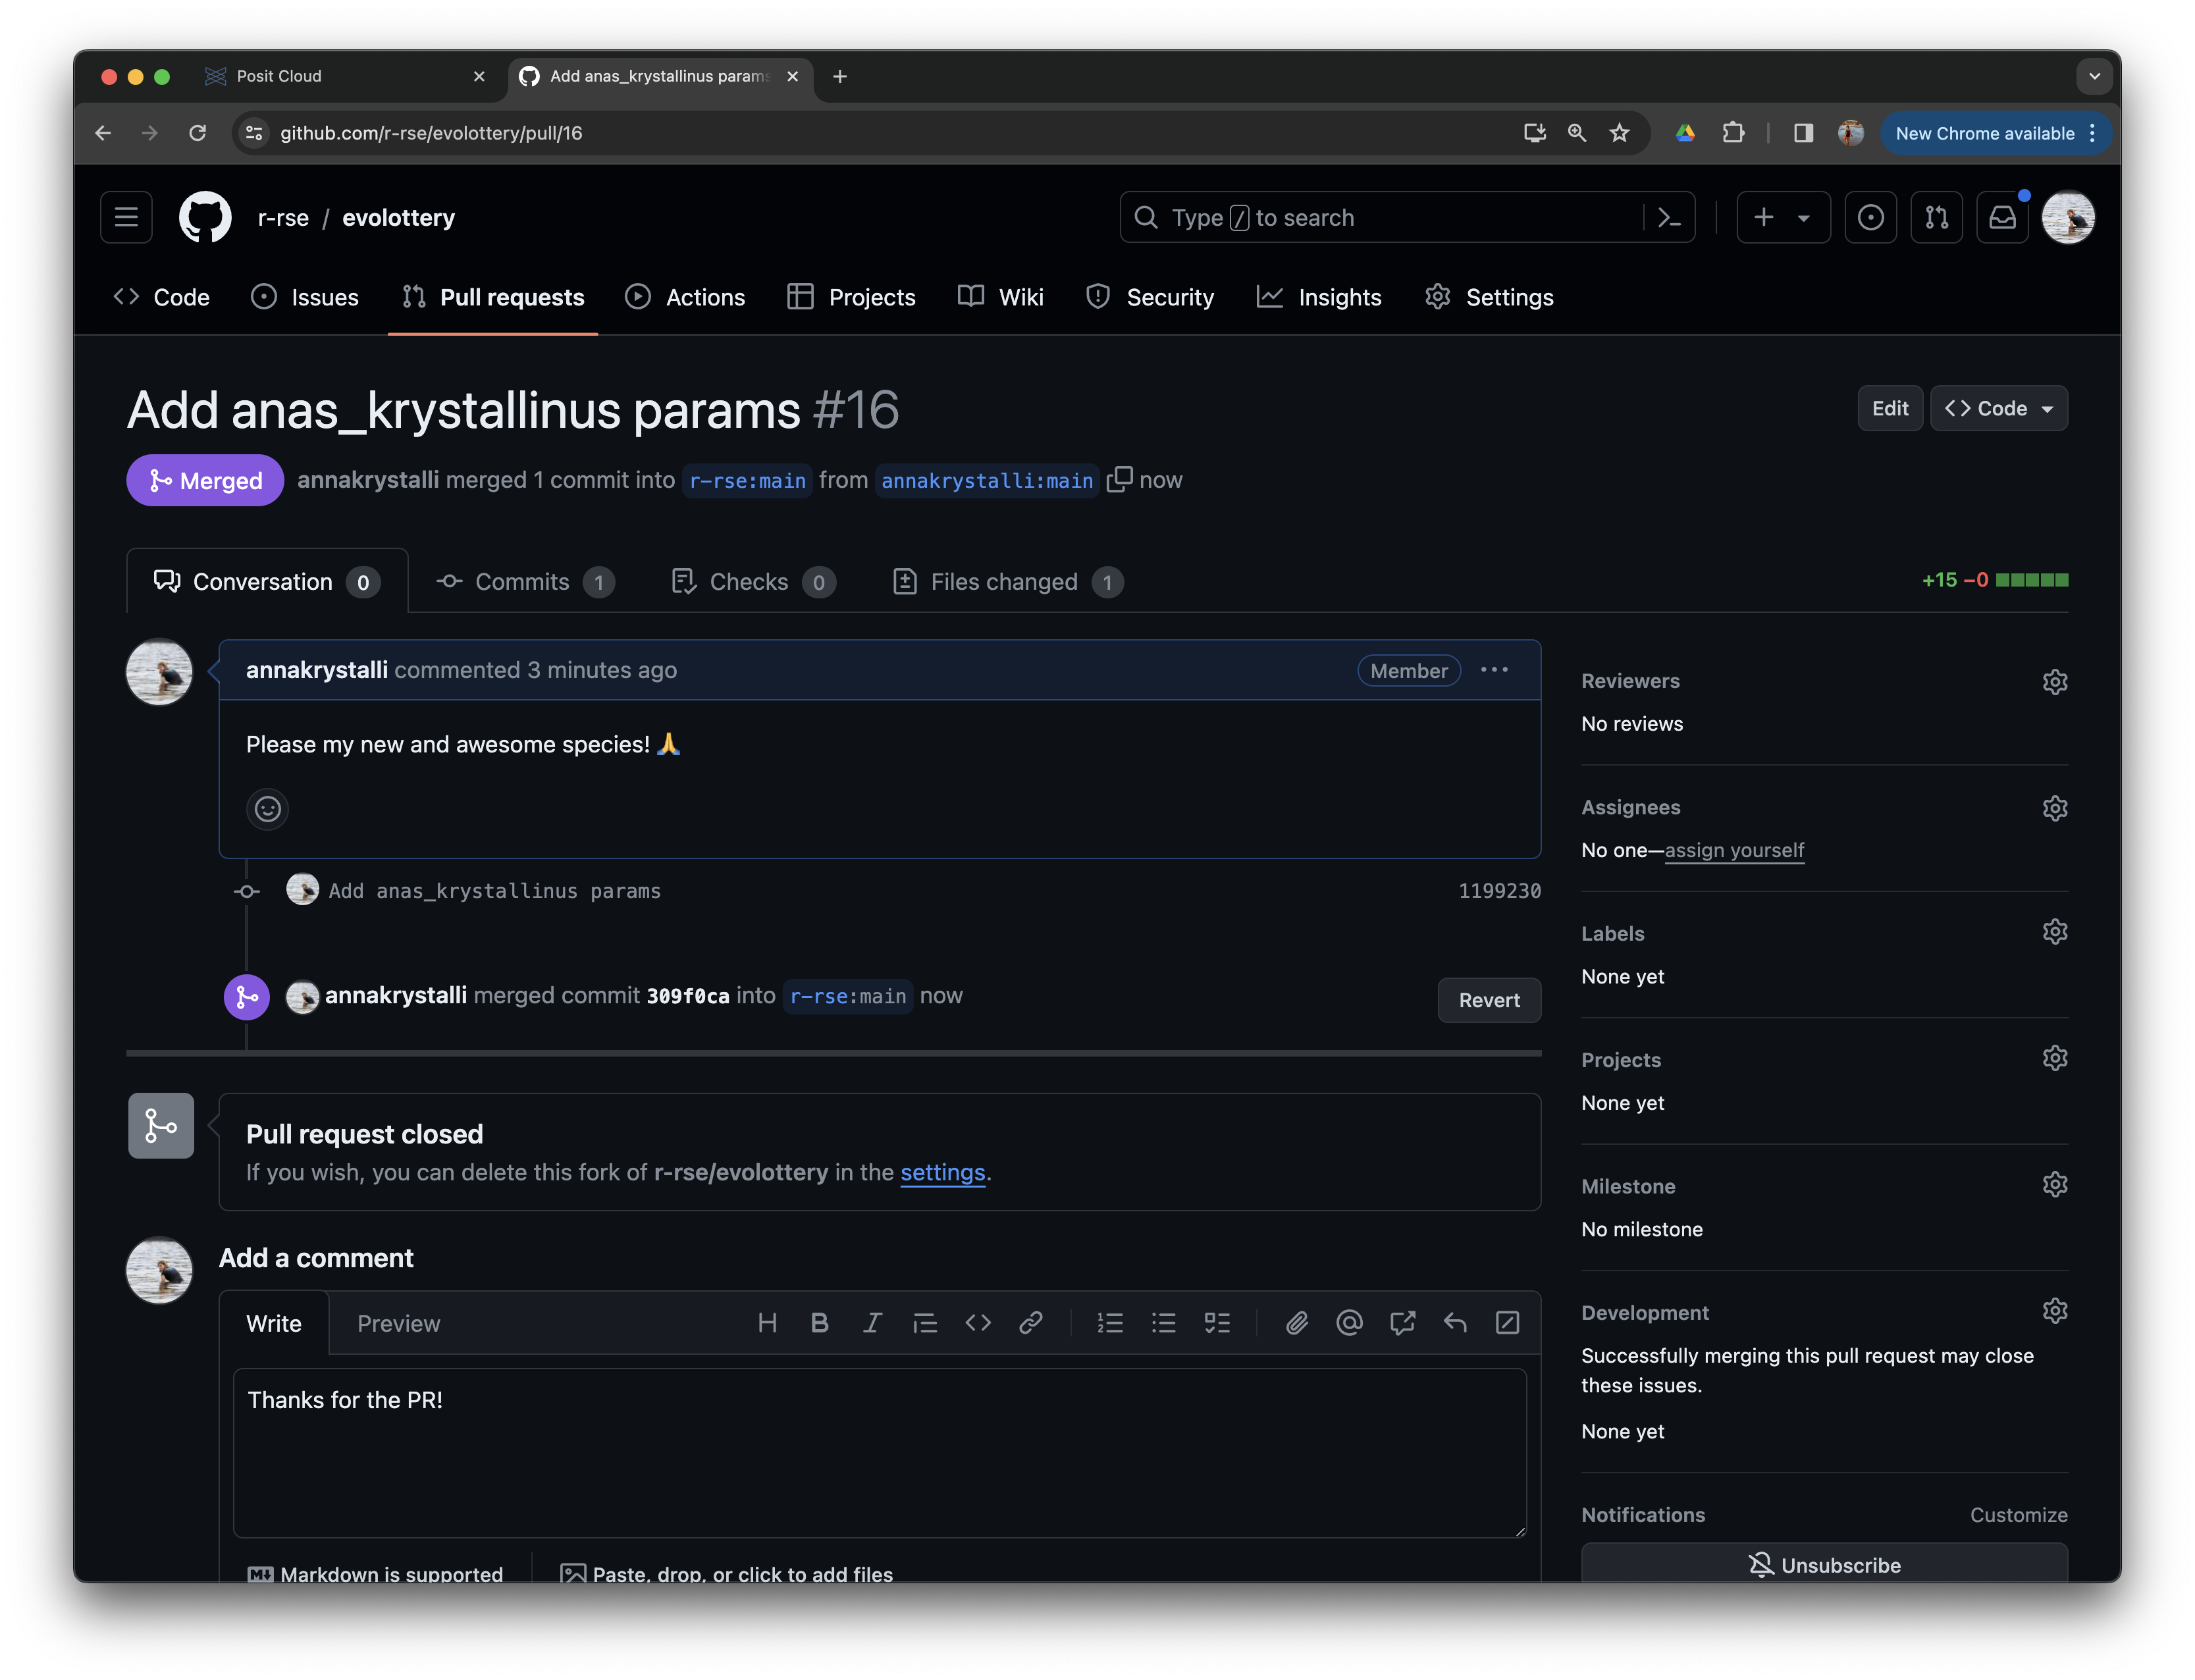 Posit Cloud
Add anas_krystallinus params
github.com/r-rse/evolottery/pull/16
New Chrome available
r-rse / evolottery
Type / to search
Code
Issues
Pull requests
Actions
Projects
Wiki
Security
Insights
Settings
Add anas_krystallinus params #16
Edit
Code
Merged
annakrystalli merged 1 commit into r-rse:main from annakrystalli:main now
Conversation 0
Commits 1
Checks 0
Files changed 1
+15 −0
annakrystalli commented 3 minutes ago
Member
Please my new and awesome species! 🙏
Add anas_krystallinus params
1199230
annakrystalli merged commit 309f0ca into r-rse:main now
Revert
Pull request closed
If you wish, you can delete this fork of r-rse/evolottery in the settings.
Add a comment
Write
Preview
Thanks for the PR!
Markdown is supported
Paste, drop, or click to add files
Reviewers
No reviews
Assignees
No one—assign yourself
Labels
None yet
Projects
None yet
Milestone
No milestone
Development
Successfully merging this pull request may close
these issues.
None yet
Notifications
Customize
Unsubscribe